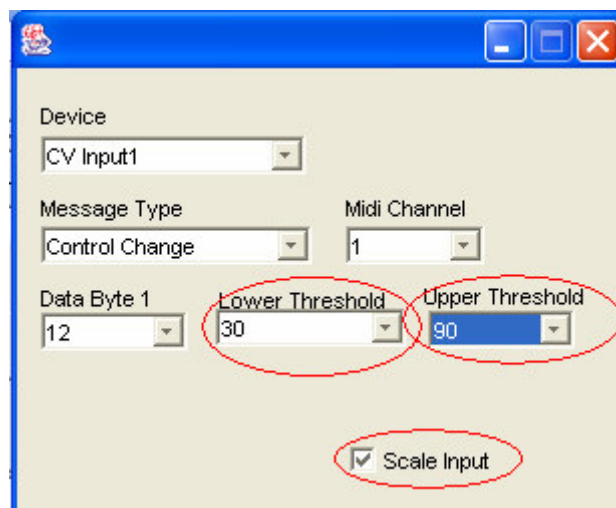 Device
CV Input1
Message Type Midi Channel
Control Change 1
Data Byte 1 Lower Threshold Upper Threshold
12 30 90
Scale Input